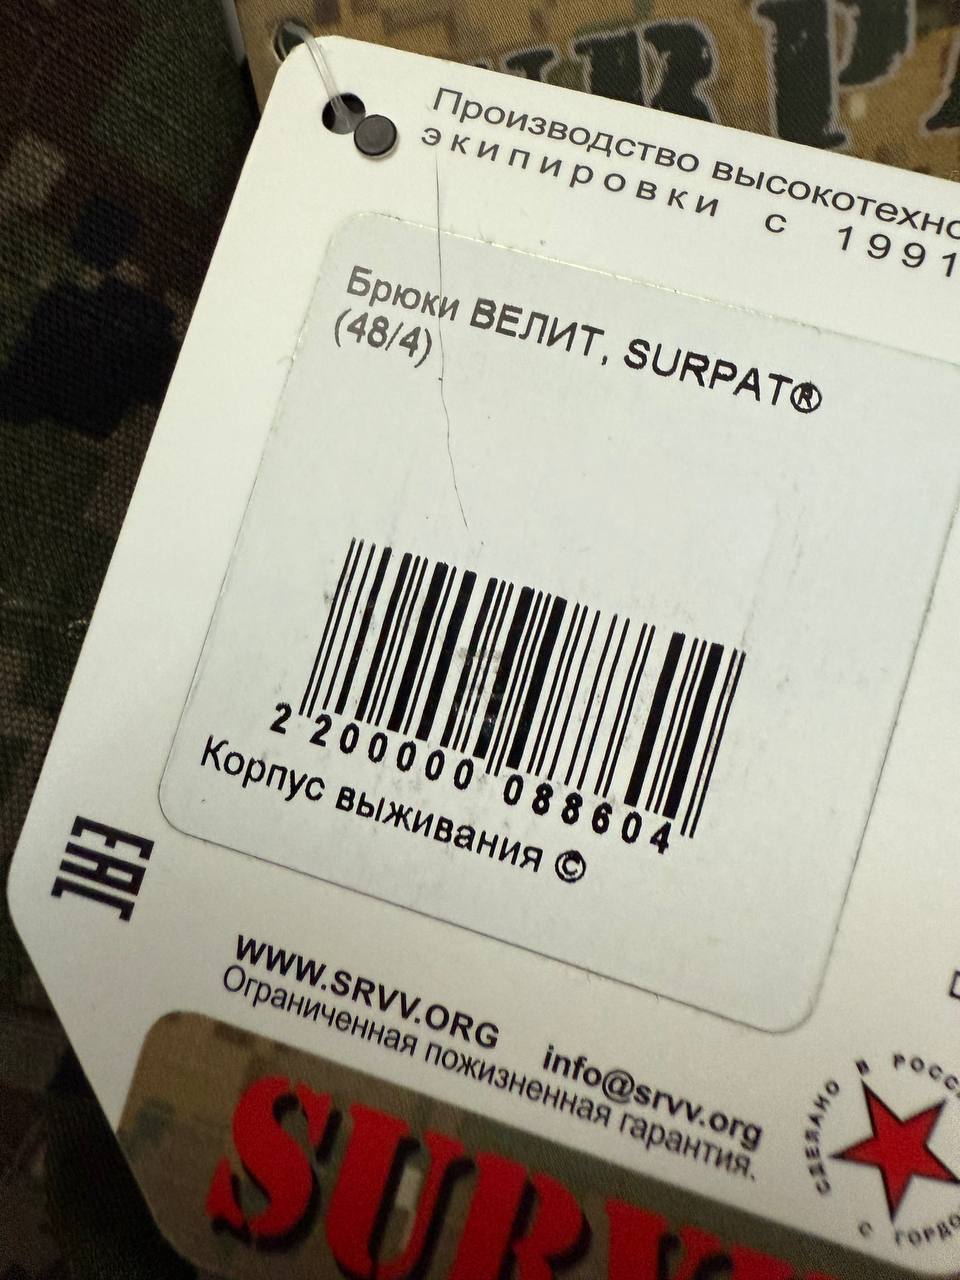 Производство
экипировки с 1991
Брюки ВЕЛИТ, SURPAT®
(48/4)
2 200000 088604
Корпус выживания ©
EAC
WWW.SRVV.ORG info@srvv.org
Ограниченная пожизненная гарантия.
СДЕЛАНО В
С